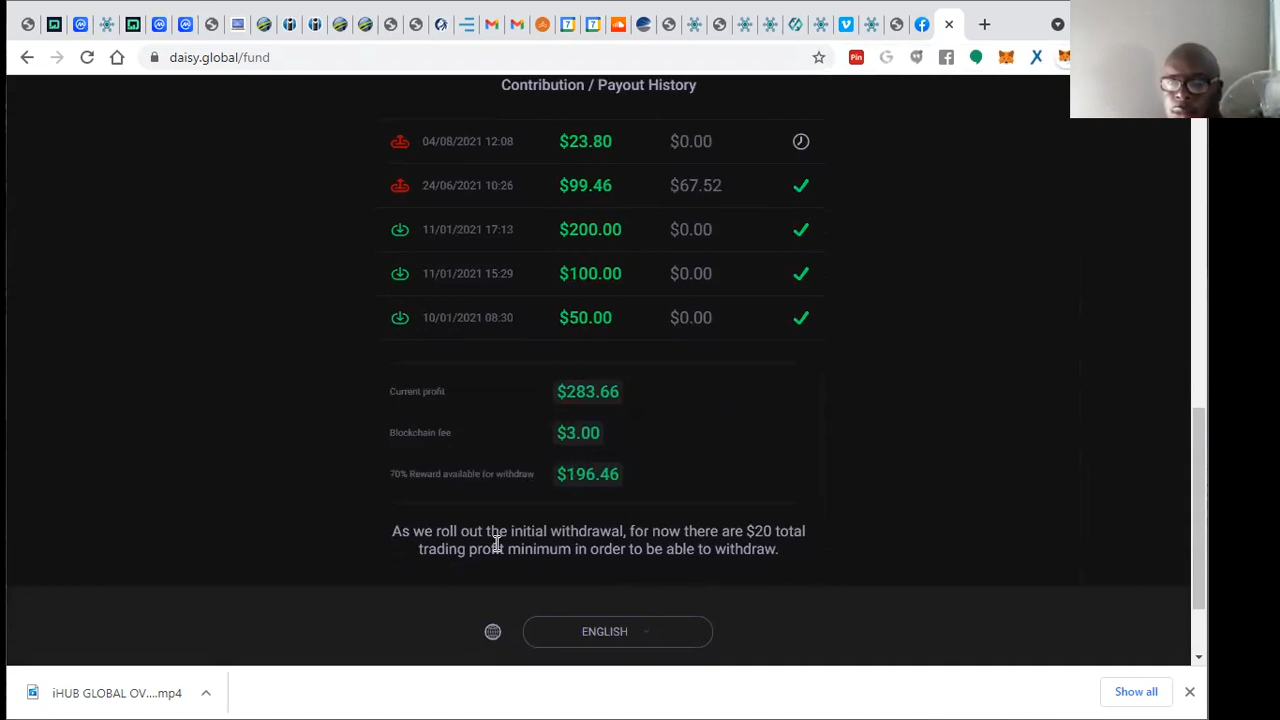 daisy.global/fund
Pin
Contribution / Payout History
04/08/2021 12:08 $23.80 $0.00
24/06/2021 10:26 $99.46 $67.52
11/01/2021 17:13 $200.00 $0.00
11/01/2021 15:29 $100.00 $0.00
10/01/2021 08:30 $50.00 $0.00
Current profit $283.66
Blockchain fee $3.00
70% Reward available for withdraw $196.46
As we roll out the initial withdrawal, for now there are $20 total
trading profit minimum in order to be able to withdraw.
ENGLISH
iHUB GLOBAL OV....mp4
Show all